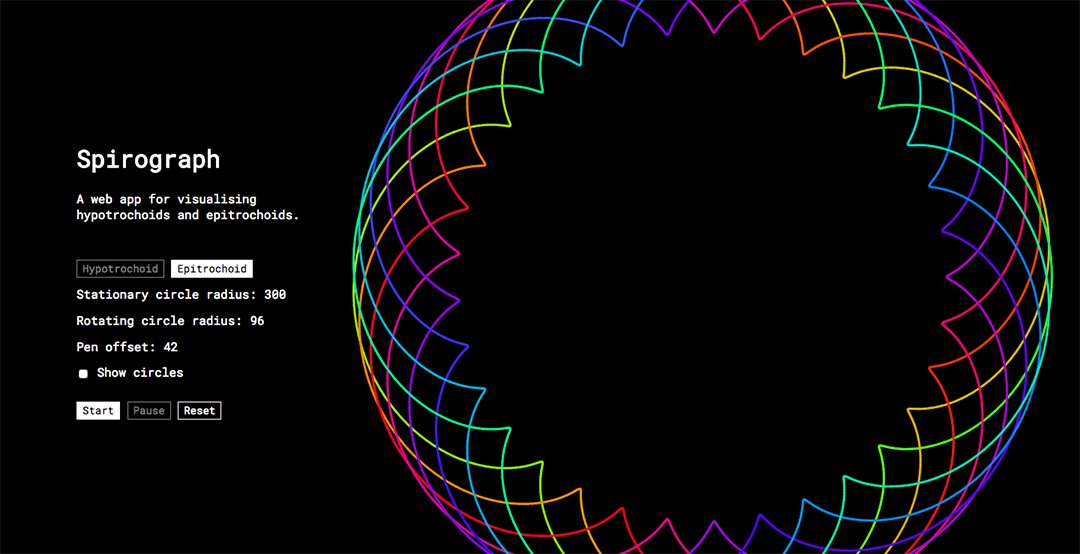 Spirograph
A web app for visualising
hypotrochoids and epitrochoids.
Hypotrochoid Epitrochoid
Stationary circle radius: 300
Rotating circle radius: 96
Pen offset: 42
Show circles
Start Pause Reset